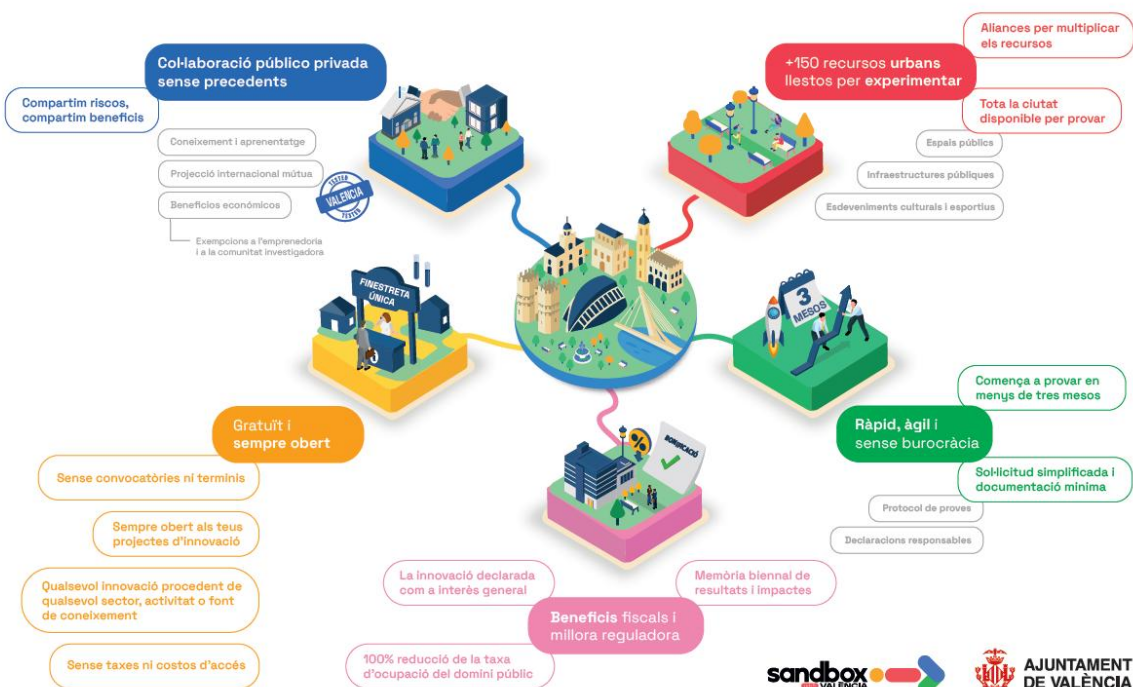 Col·laboració público privada
sense precedents
Compartim riscos,
compartim beneficis
Coneixement i aprenentatge
Projecció internacional mútua
Beneficios económicos
Exempcions a l'emprenedoria
i a la comunitat investigadora
TESTER
VALENCIA
TESTER
+150 recursos urbans
llestos per experimentar
Aliances per multiplicar
els recursos
Tota la ciutat
disponible per provar
Espais públics
Infraestructures públiques
Esdeveniments culturals i esportius
FINESTRETA
ÚNICA
Gratuït i
sempre obert
Sense convocatòries ni terminis
Sempre obert als teus
projectes d'innovació
Qualsevol innovació procedent de
qualsevol sector, activitat o font
de coneixement
Sense taxes ni costos d'accés
3
MESOS
Ràpid, àgil i
sense burocràcia
Comença a provar en
menys de tres mesos
Sol·licitud simplificada i
documentació mínima
Protocol de proves
Declaracions responsables
%
BONIFICACIÓ
La innovació declarada
com a interès general
Memòria biennal de
resultats i impactes
Beneficis fiscals i
millora reguladora
100% reducció de la taxa
d'ocupació del domini públic
sandbox
VALÈNCIA
AJUNTAMENT
DE VALÈNCIA